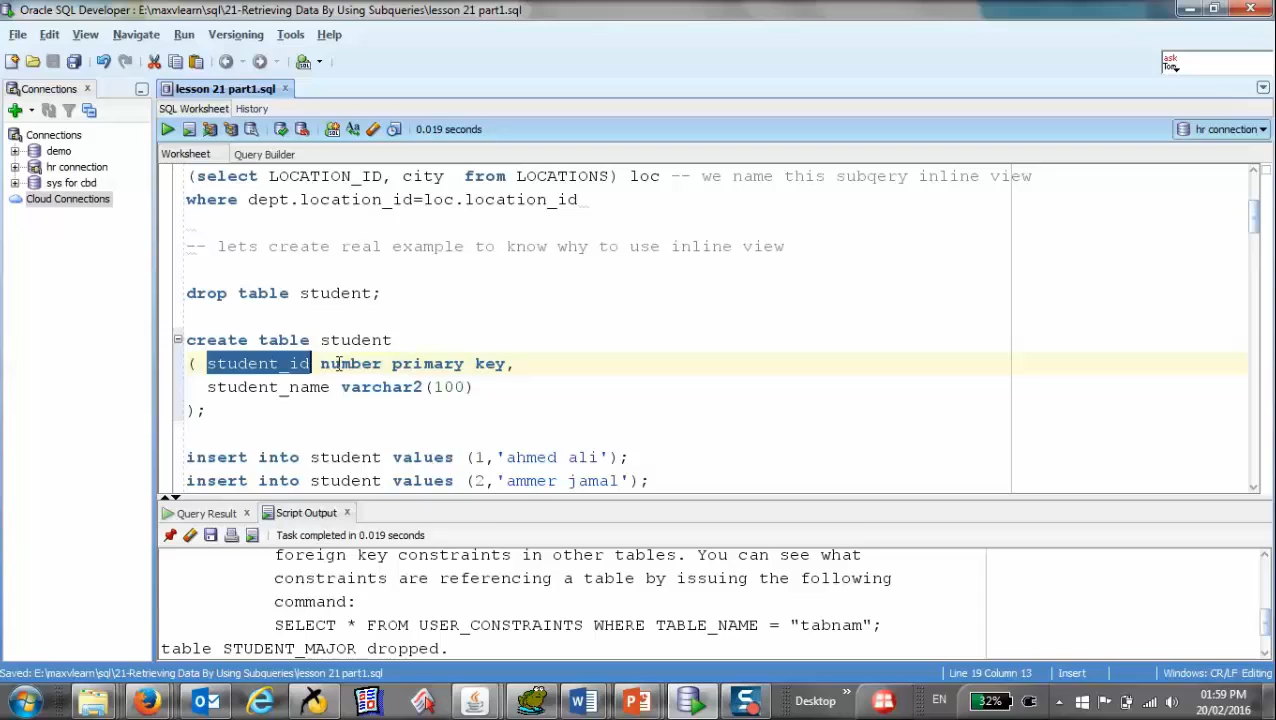 Oracle SQL Developer : E:\maxvlearn\sql\21-Retrieving Data By Using Subqueries\lesson 21 part1.sql
File Edit View Navigate Run Versioning Tools Help
ask
Tom
Connections
lesson 21 part1.sql
SQL Worksheet History
0.019 seconds
hr connection
Connections
demo
hr connection
sys for cbd
Cloud Connections
Worksheet Query Builder
(select LOCATION_ID, city from LOCATIONS) loc -- we name this subqery inline view
where dept.location_id=loc.location_id
-- lets create real example to know why to use inline view
drop table student;
create table student
( student_id number primary key,
student_name varchar2(100)
);
insert into student values (1,'ahmed ali');
insert into student values (2,'ammer jamal');
Query Result Script Output
Task completed in 0.019 seconds
foreign key constraints in other tables. You can see what
constraints are referencing a table by issuing the following
command:
SELECT * FROM USER_CONSTRAINTS WHERE TABLE_NAME = "tabnam";
table STUDENT_MAJOR dropped.
Saved: E:\maxvlearn\sql\21-Retrieving Data By Using Subqueries\lesson 21 part1.sql
Line 19 Column 13 Insert Windows: CR/LF Editing
Desktop
EN
32%
01:59 PM
20/02/2016